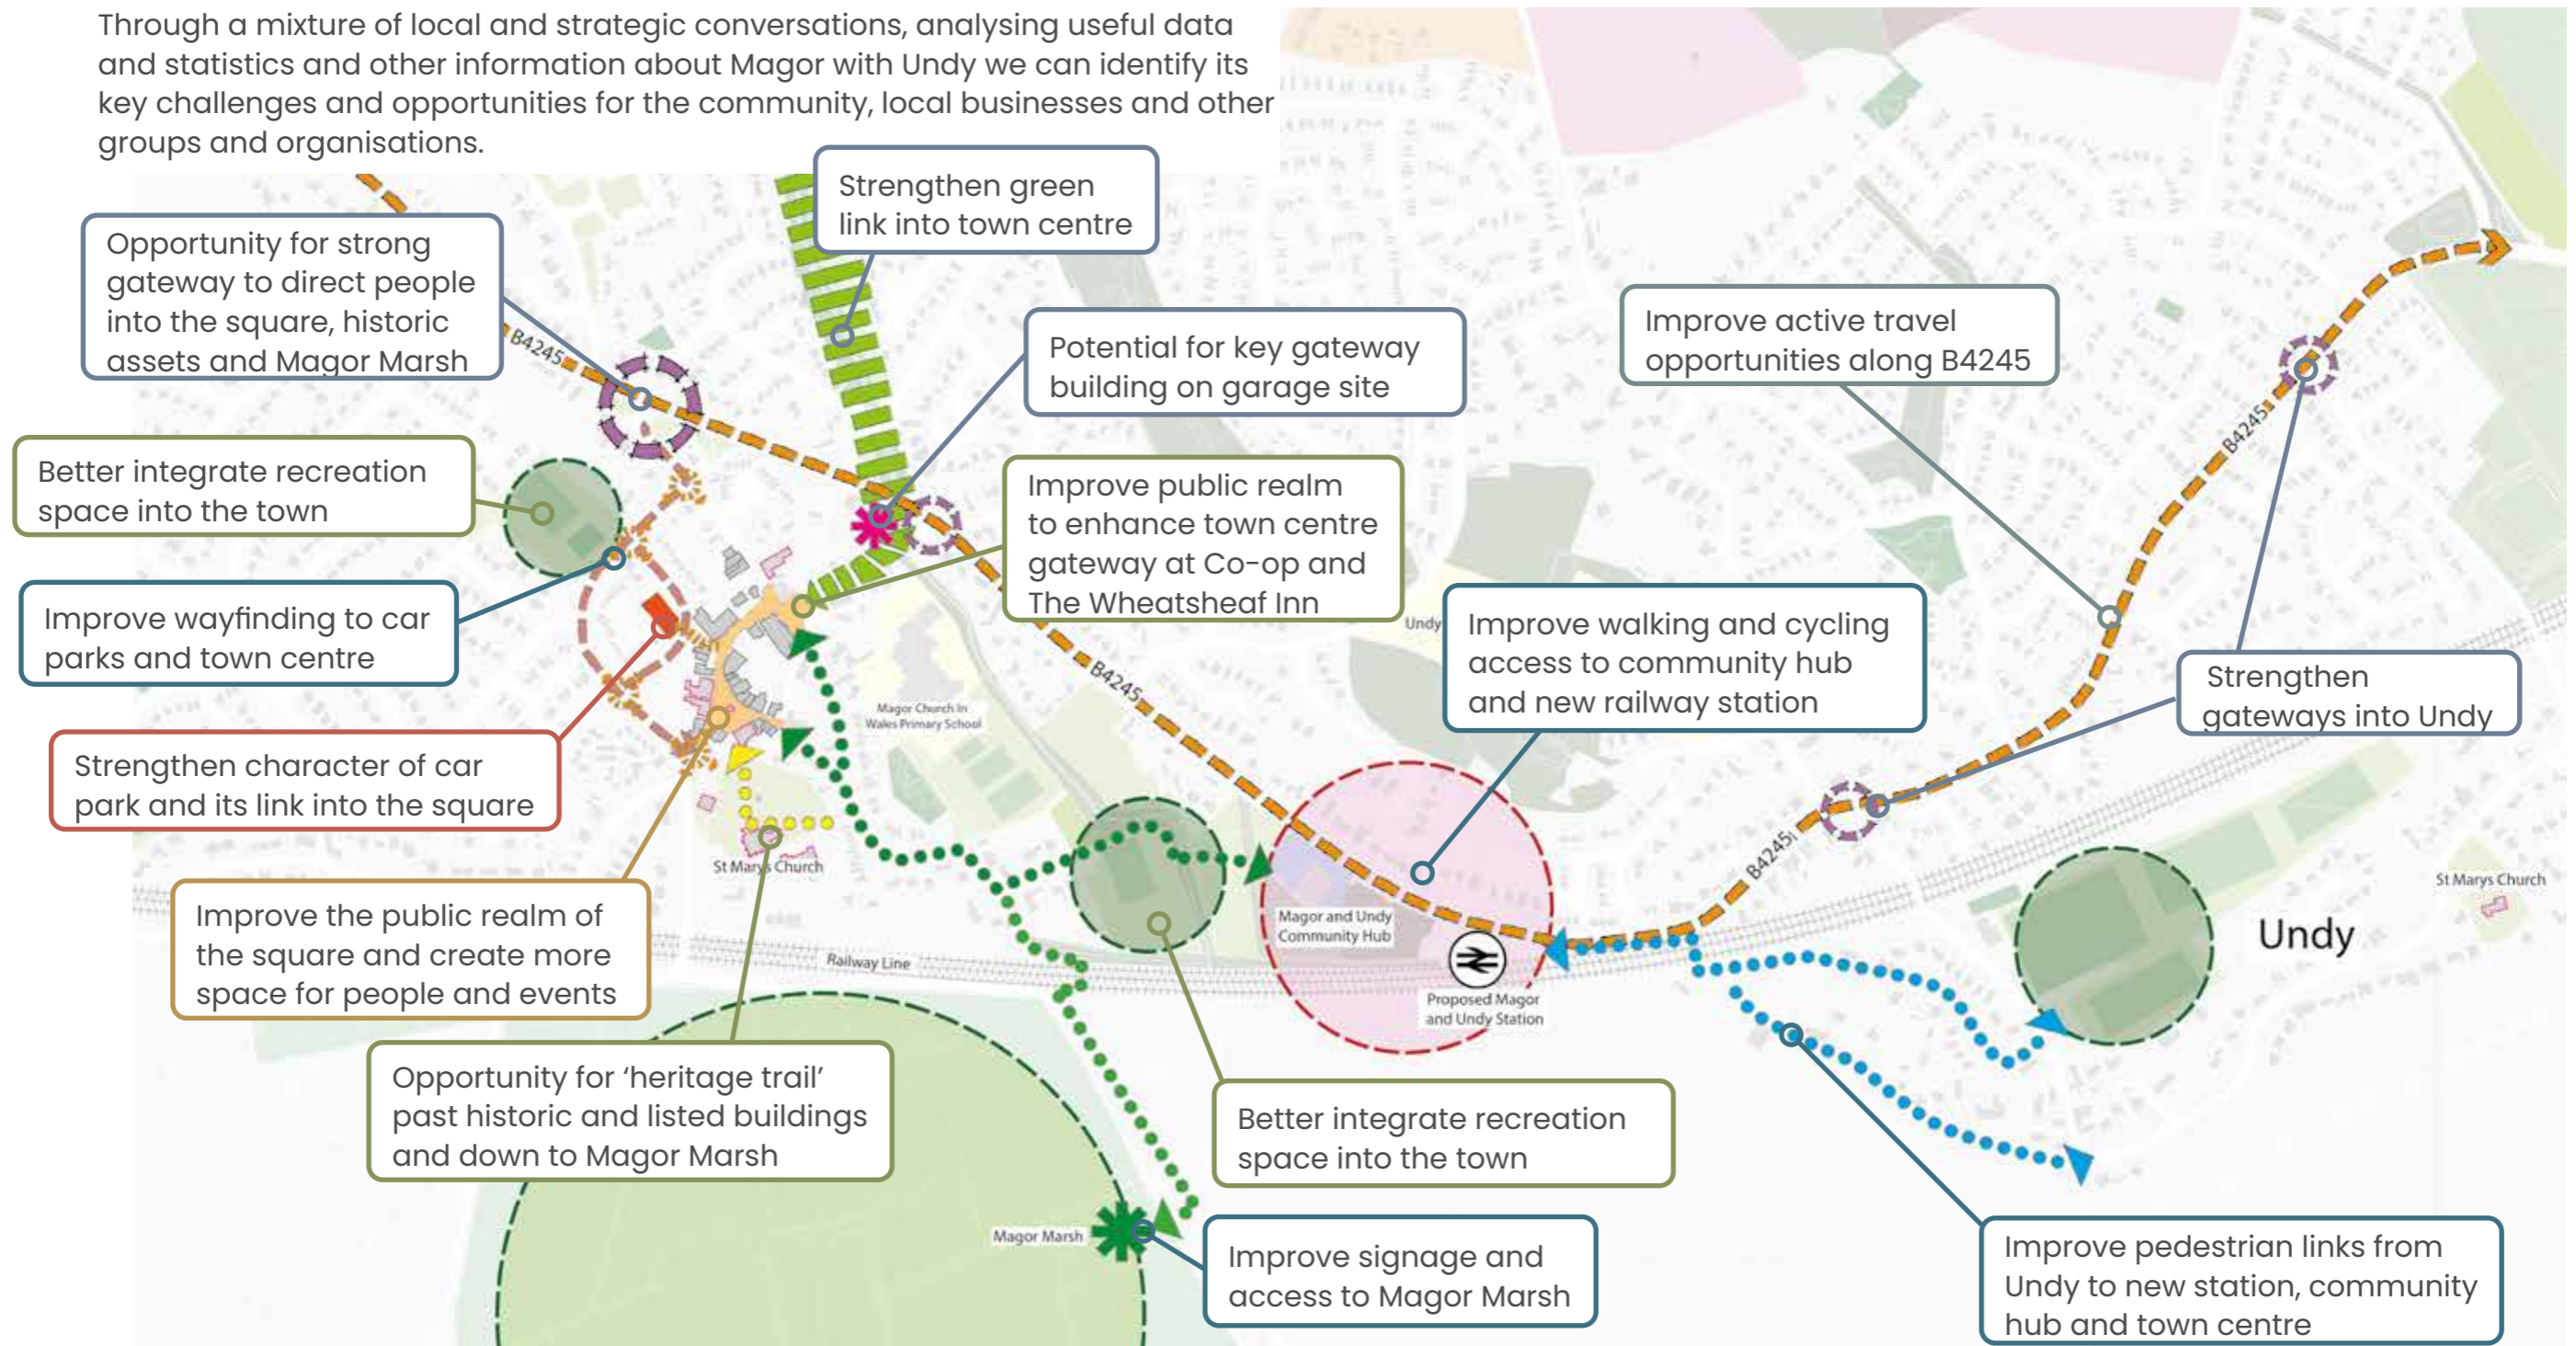 Through a mixture of local and strategic conversations, analysing useful data
and statistics and other information about Magor with Undy we can identify its
key challenges and opportunities for the community, local businesses and other
groups and organisations.
Strengthen green
link into town centre
Opportunity for strong
gateway to direct people
into the square, historic
assets and Magor Marsh
B4245
Potential for key gateway
building on garage site
Improve active travel
opportunities along B4245
B4245
Better integrate recreation
space into the town
Improve public realm
to enhance town centre
gateway at Co-op and
The Wheatsheaf Inn
Improve wayfinding to car
parks and town centre
Undy
Improve walking and cycling
access to community hub
and new railway station
B4245
Strengthen
gateways into Undy
Magor Church In
Wales Primary School
Strengthen character of car
park and its link into the square
B4245
St Marys Church
St Marys Church
Improve the public realm of
the square and create more
space for people and events
Magor and Undy
Community Hub
Undy
Railway Line
Proposed Magor
and Undy Station
Opportunity for ‘heritage trail’
past historic and listed buildings
and down to Magor Marsh
Better integrate recreation
space into the town
Magor Marsh
Improve signage and
access to Magor Marsh
Improve pedestrian links from
Undy to new station, community
hub and town centre